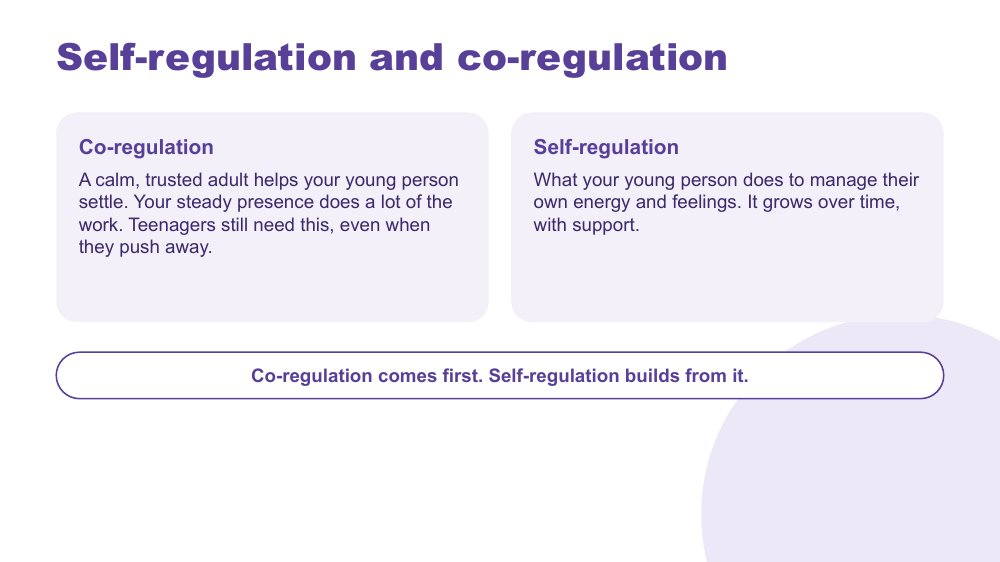 Self-regulation and co-regulation
Co-regulation
A calm, trusted adult helps your young person
settle. Your steady presence does a lot of the
work. Teenagers still need this, even when
they push away.
Self-regulation
What your young person does to manage their
own energy and feelings. It grows over time,
with support.
Co-regulation comes first. Self-regulation builds from it.